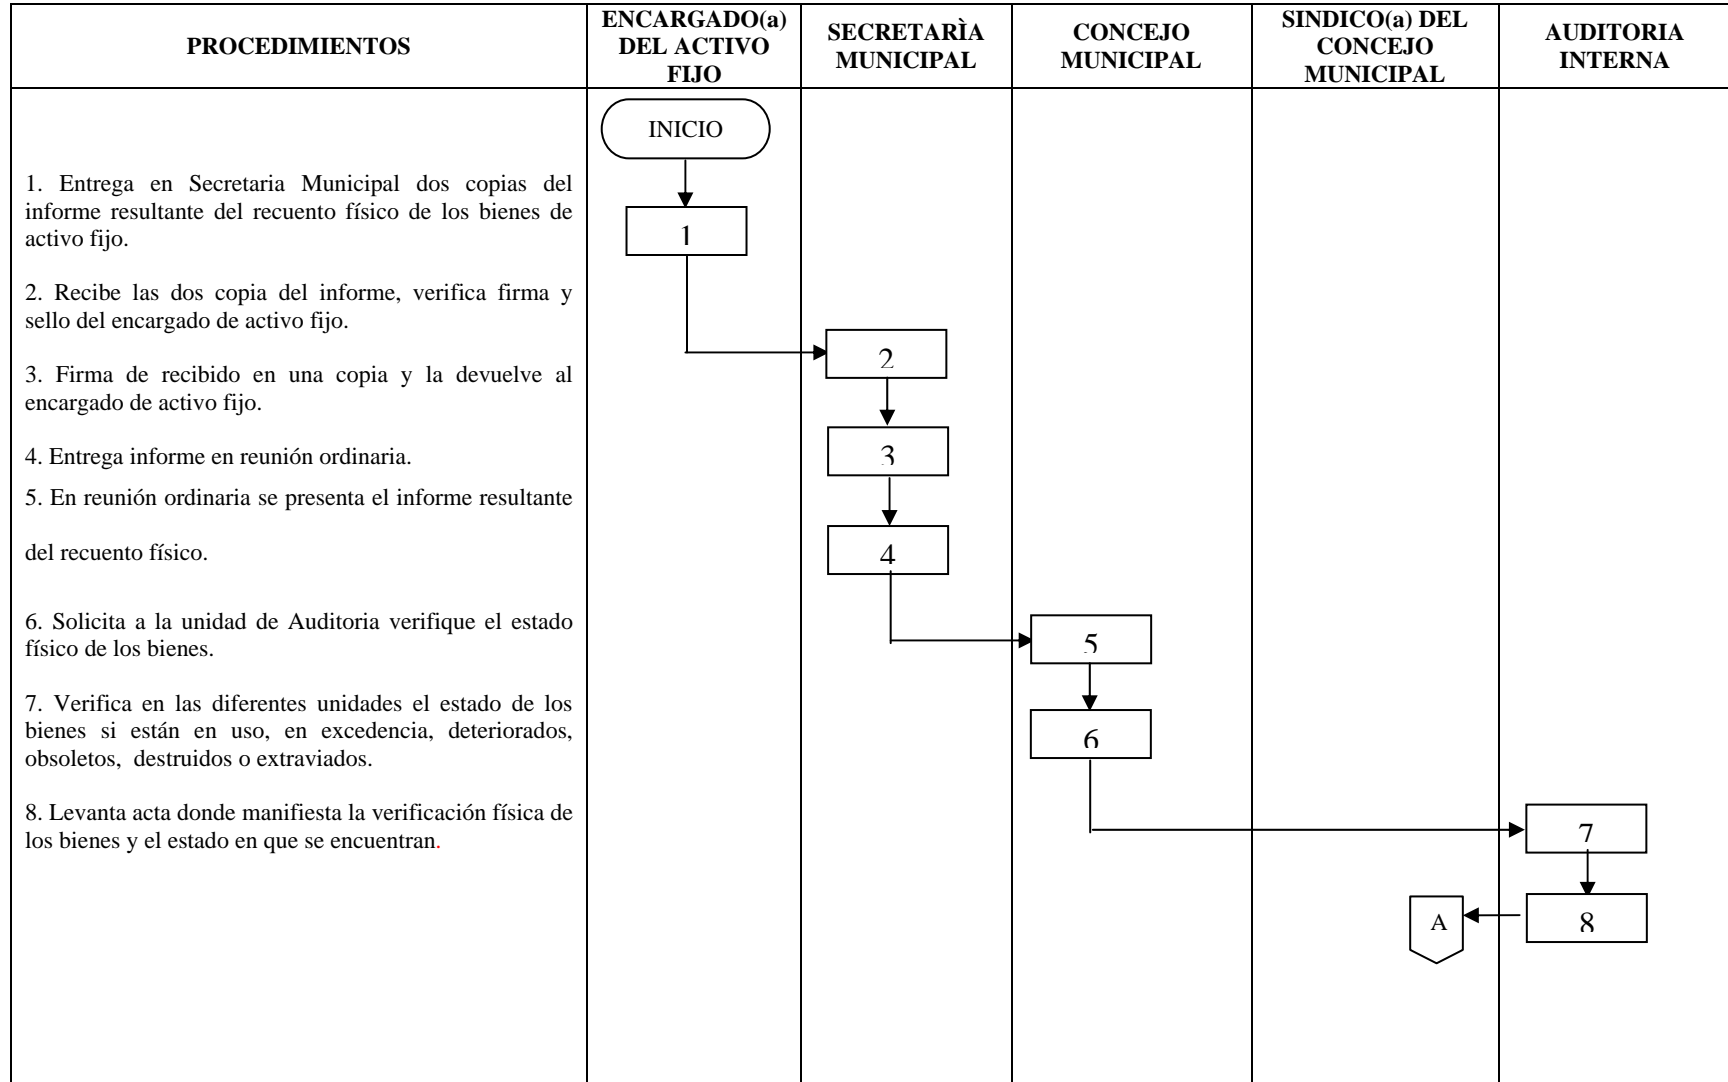 PROCEDIMIENTOS
ENCARGADO(a)
DEL ACTIVO
FIJO
SECRETARÌA
MUNICIPAL
CONCEJO
MUNICIPAL
SINDICO(a) DEL
CONCEJO
MUNICIPAL
AUDITORIA
INTERNA
1. Entrega en Secretaria Municipal dos copias del
informe resultante del recuento físico de los bienes de
activo fijo.
2. Recibe las dos copia del informe, verifica firma y
sello del encargado de activo fijo.
3. Firma de recibido en una copia y la devuelve al
encargado de activo fijo.
4. Entrega informe en reunión ordinaria.
5. En reunión ordinaria se presenta el informe resultante
del recuento físico.
6. Solicita a la unidad de Auditoria verifique el estado
físico de los bienes.
7. Verifica en las diferentes unidades el estado de los
bienes si están en uso, en excedencia, deteriorados,
obsoletos, destruidos o extraviados.
8. Levanta acta donde manifiesta la verificación física de
los bienes y el estado en que se encuentran.
INICIO
1
2
3
4
5
6
7
8
A